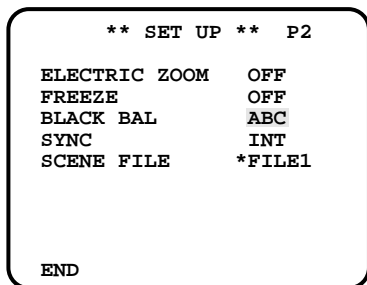 ** SET UP ** P2
ELECTRIC ZOOM OFF
FREEZE OFF
BLACK BAL ABC
SYNC INT
SCENE FILE *FILE1
END